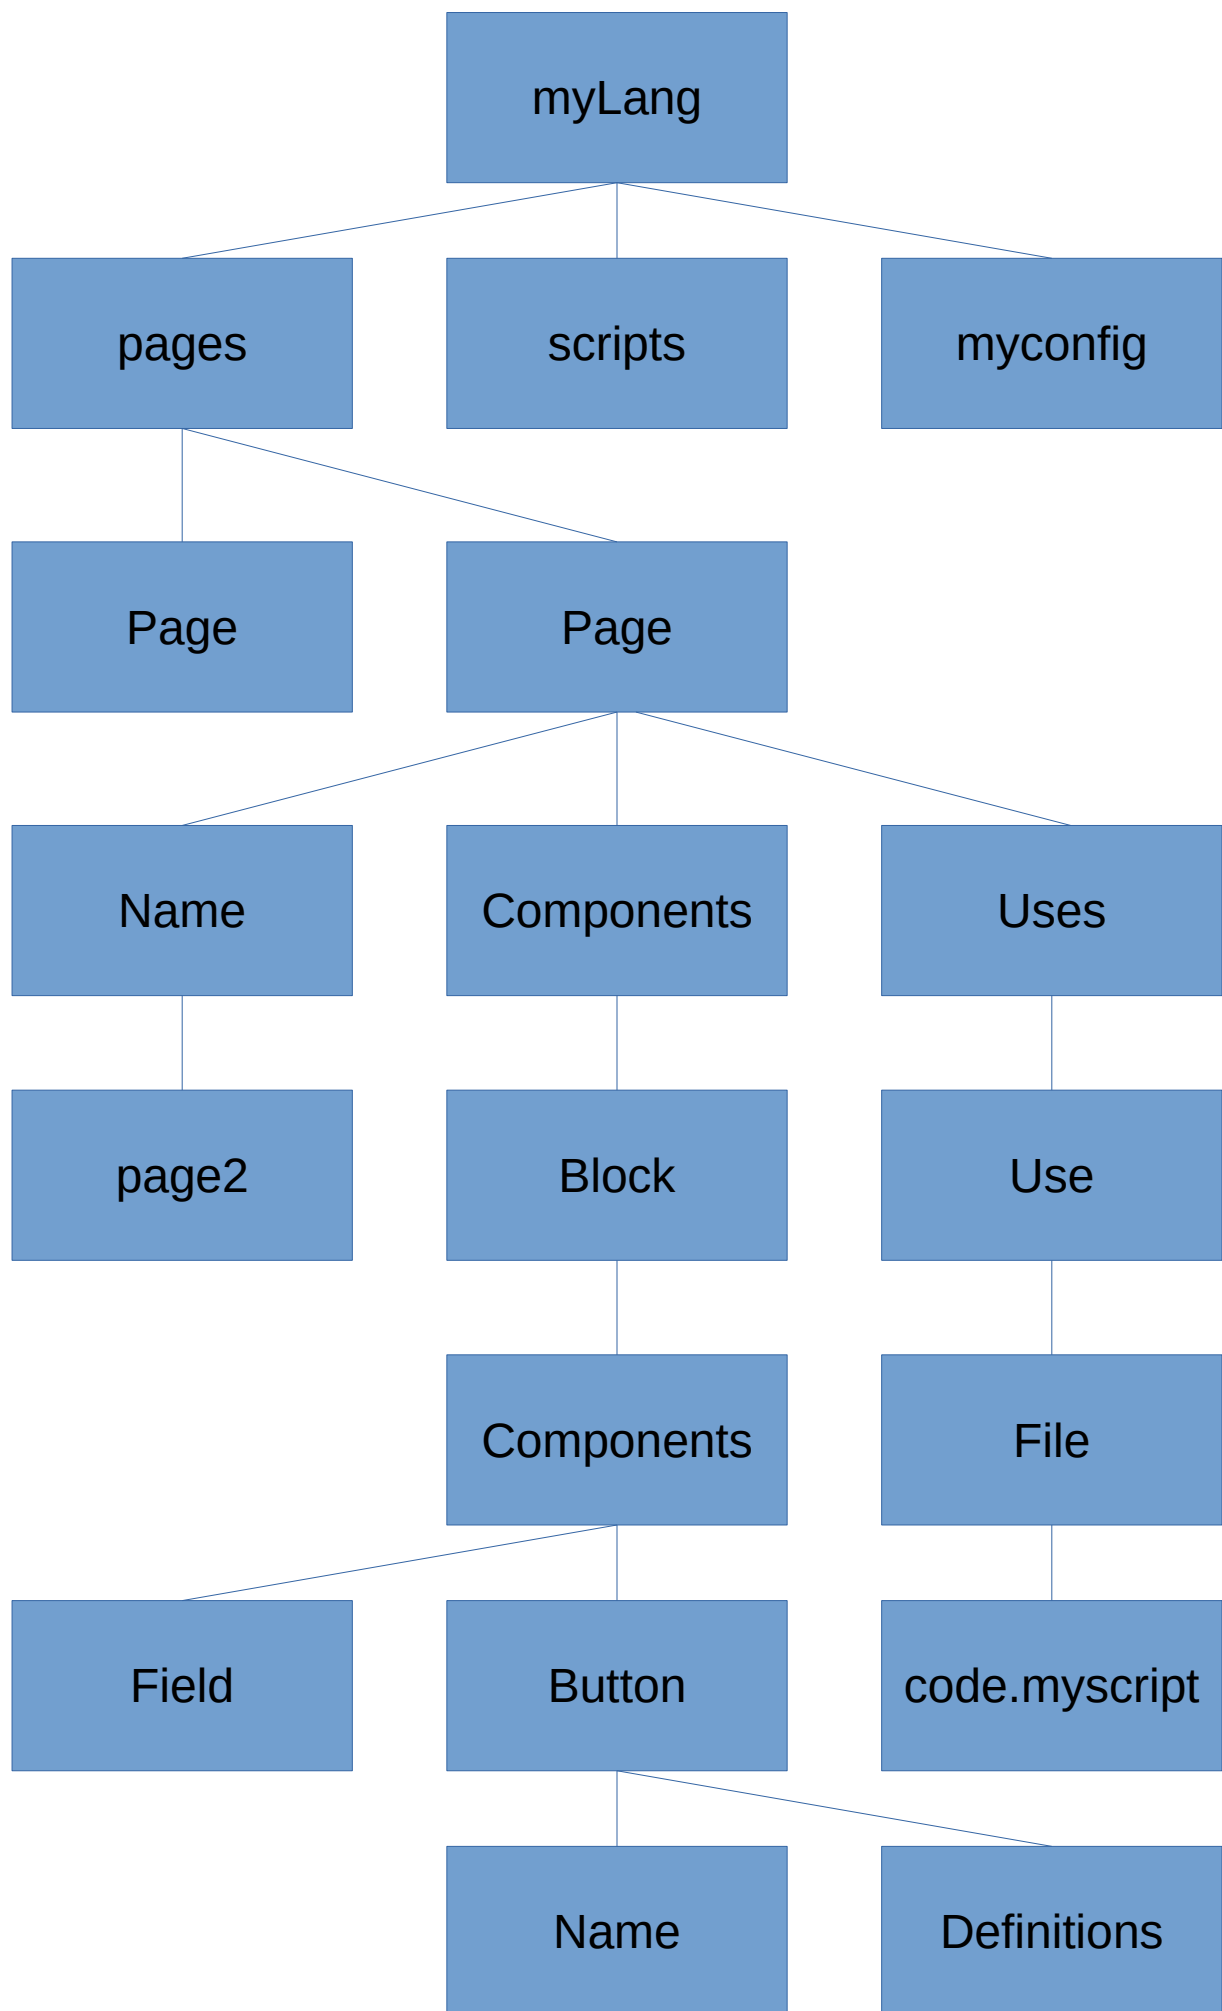 myLang
pages
scripts
myconfig
Page
Page
Name
Components
Uses
page2
Block
Use
Components
File
Field
Button
code.myscript
Name
Definitions